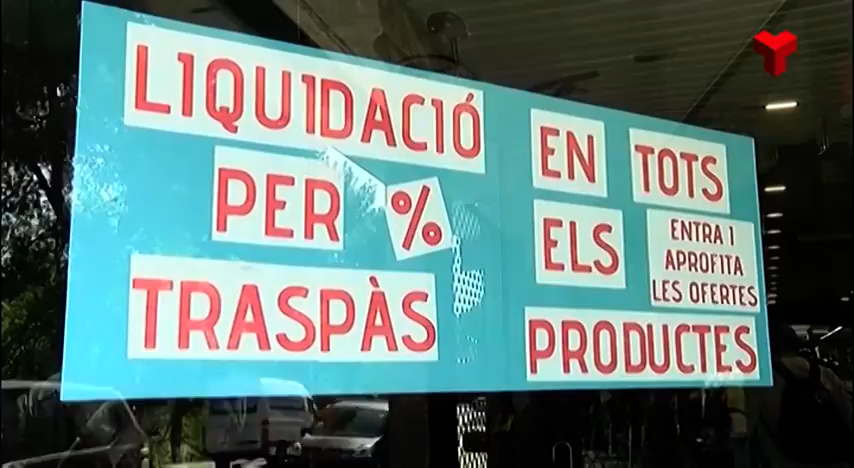 LIQUIDACIÓ
PER %
TRASPÀS
EN TOTS
ELS
ENTRA I
APROFITA
LES OFERTES
PRODUCTES